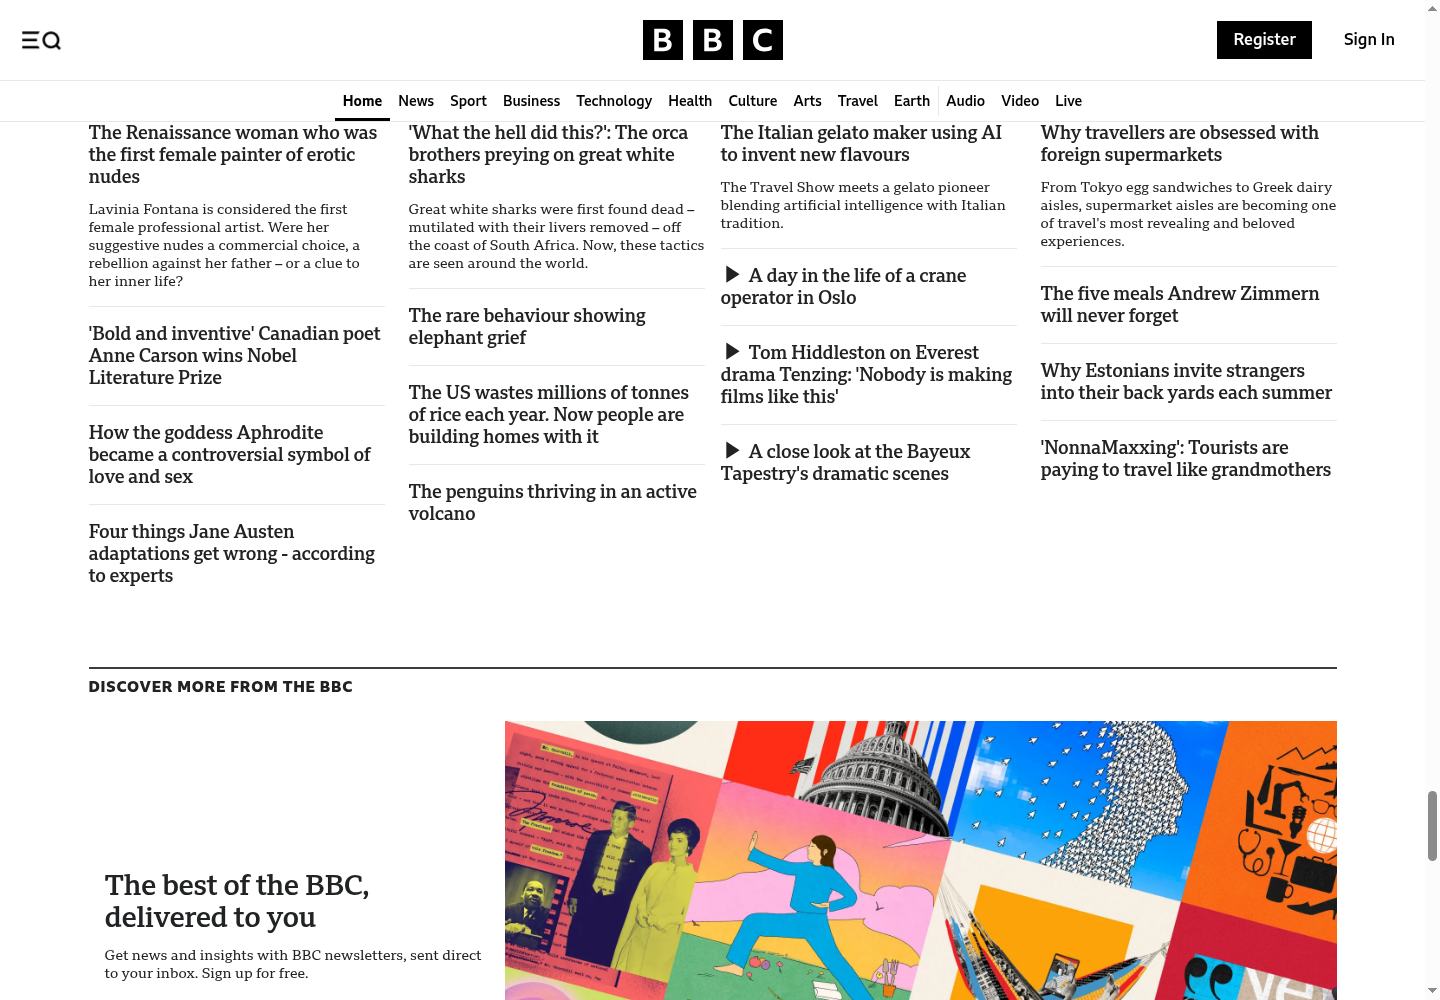 BBC
Register
Sign In
Home
News
Sport
Business
Technology
Health
Culture
Arts
Travel
Earth
Audio
Video
Live
The Renaissance woman who was
the first female painter of erotic
nudes
Lavinia Fontana is considered the first
female professional artist. Were her
suggestive nudes a commercial choice, a
rebellion against her father – or a clue to
her inner life?
'Bold and inventive' Canadian poet
Anne Carson wins Nobel
Literature Prize
How the goddess Aphrodite
became a controversial symbol of
love and sex
Four things Jane Austen
adaptations get wrong - according
to experts
'What the hell did this?': The orca
brothers preying on great white
sharks
Great white sharks were first found dead –
mutilated with their livers removed – off
the coast of South Africa. Now, these tactics
are seen around the world.
The rare behaviour showing
elephant grief
The US wastes millions of tonnes
of rice each year. Now people are
building homes with it
The penguins thriving in an active
volcano
The Italian gelato maker using AI
to invent new flavours
The Travel Show meets a gelato pioneer
blending artificial intelligence with Italian
tradition.
A day in the life of a crane
operator in Oslo
Tom Hiddleston on Everest
drama Tenzing: 'Nobody is making
films like this'
A close look at the Bayeux
Tapestry's dramatic scenes
Why travellers are obsessed with
foreign supermarkets
From Tokyo egg sandwiches to Greek dairy
aisles, supermarket aisles are becoming one
of travel's most revealing and beloved
experiences.
The five meals Andrew Zimmern
will never forget
Why Estonians invite strangers
into their back yards each summer
'NonnaMaxxing': Tourists are
paying to travel like grandmothers
DISCOVER MORE FROM THE BBC
The best of the BBC,
delivered to you
Get news and insights with BBC newsletters, sent direct
to your inbox. Sign up for free.